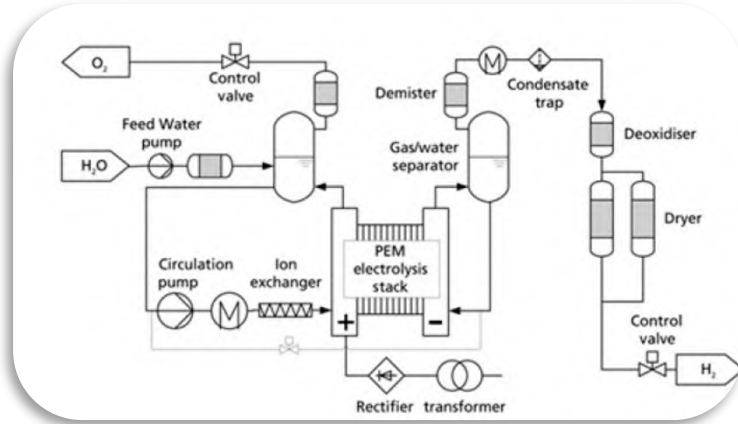 O₂
Control
valve
Demister
Condensate
trap
Feed Water
pump
H₂O
Gas/water
separator
Deoxidiser
Dryer
PEM
electrolysis
stack
Circulation
pump
M
Ion
exchanger
M
+
-
Control
valve
H₂
Rectifier
transformer